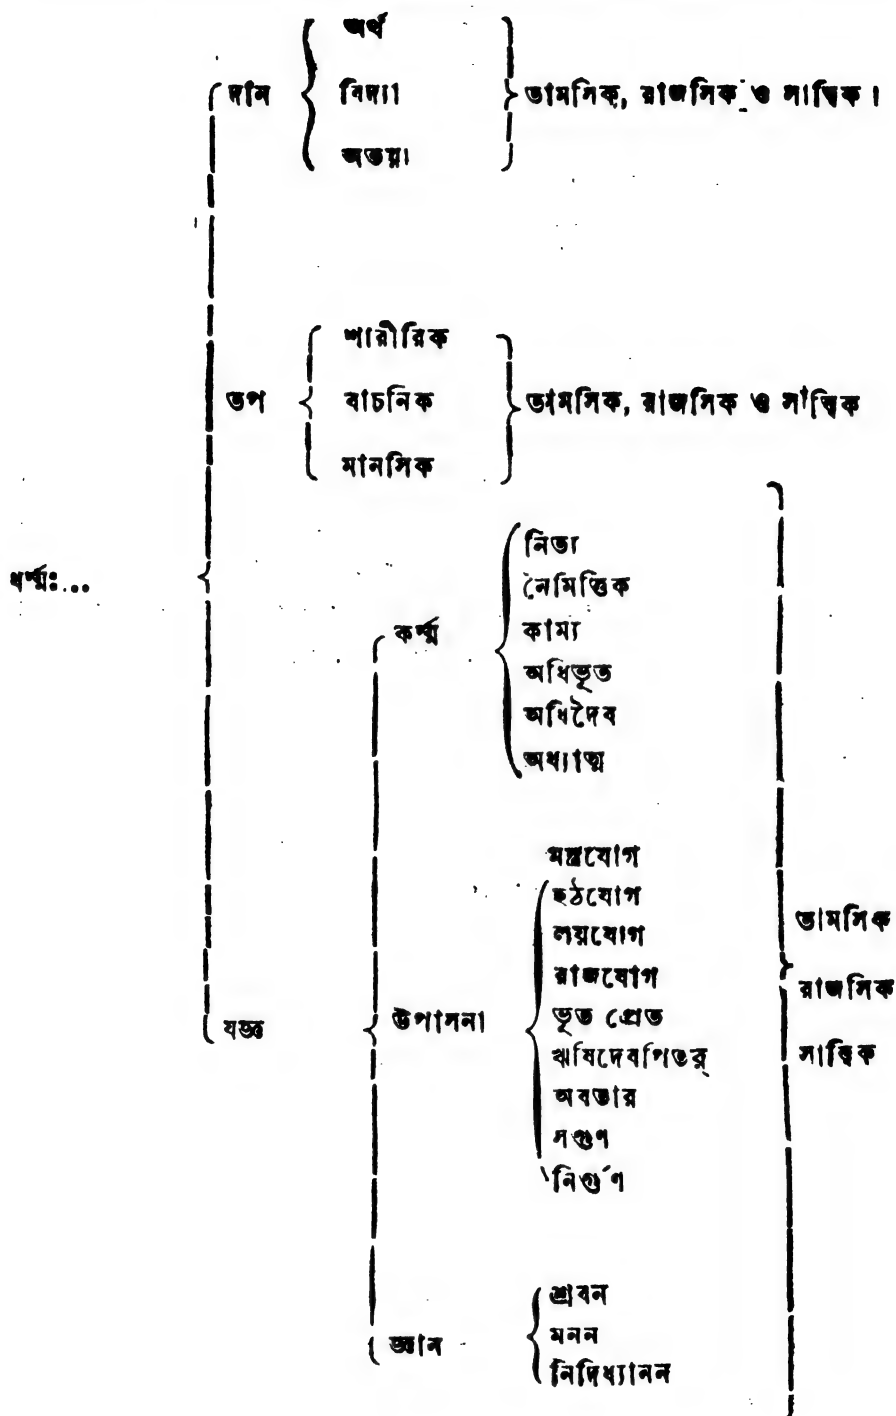 অর্থ
দান বিদ্যা তামসিক, রাজসিক ও সাত্ত্বিক।
অভয়।
শারীরিক
তপ বাচনিক তামসিক, রাজসিক ও সাত্ত্বিক
মানসিক
ধর্ম্মঃ...
কর্ম্ম
নিত্য
নৈমিত্তিক
কাম্য
অধিভূত
অধিদৈব
অধ্যাত্ম
যজ্ঞ
উপাসনা
মন্ত্রযোগ
হঠযোগ
লয়যোগ
রাজযোগ
ভূত প্রেত
ঋষিদেবপিতর্
অবতার
সগুণ
নির্গুণ
জ্ঞান
শ্রবন
মনন
নিদিধ্যাসন
তামসিক
রাজসিক
সাত্ত্বিক